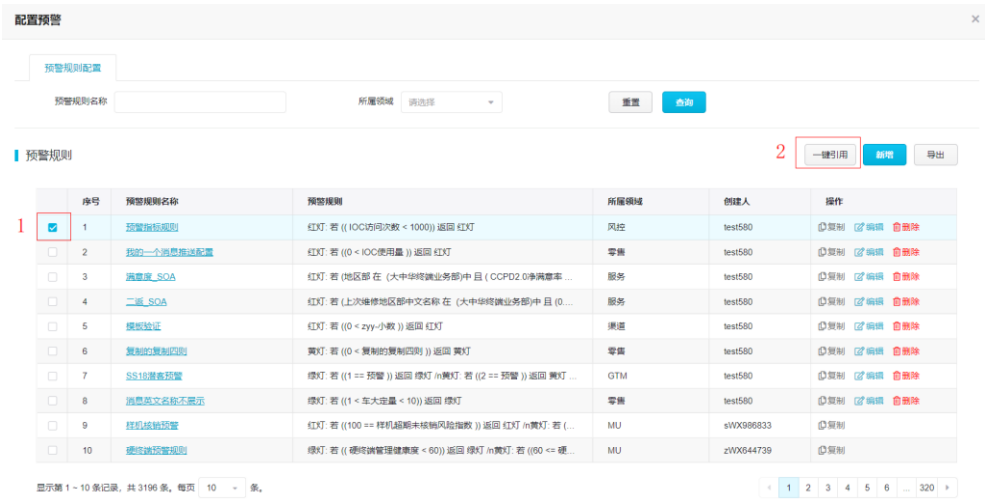 配置预警 ×
预警规则配置
预警规则名称 所属领域 请选择 重置 查询
预警规则 2 一键引用 新增 导出
序号 预警规则名称 预警规则 所属领域 创建人 操作
1 1 预警指标规则 红灯: 若 (( IOC访问次数 < 1000)) 返回 红灯 风控 test580 复制 编辑 删除
2 我的一个消息推送配置 红灯: 若 ((0 < IOC使用量 )) 返回 红灯 零售 test580 复制 编辑 删除
3 满意度_SOA 红灯: 若 (地区部 在 (大中华终端业务部)中 且 ( CCPD2.0净满意率 ... 服务 test580 复制 编辑 删除
4 二返_SOA 红灯: 若 (上次维修地区部中文名称 在 (大中华终端业务部)中 且 (0.... 服务 test580 复制 编辑 删除
5 模板验证 红灯: 若 ((0 < zyy-小数 )) 返回 红灯 渠道 test580 复制 编辑 删除
6 复制的复制四则 黄灯: 若 ((0 < 复制的复制四则 )) 返回 黄灯 零售 test580 复制 编辑 删除
7 SS18潜客预警 绿灯: 若 ((1 == 预警 )) 返回 绿灯 /n黄灯: 若 ((2 == 预警 )) 返回 黄灯 ... GTM test580 复制 编辑 删除
8 消息英文名称不展示 绿灯: 若 ((1 < 车大定量 < 10)) 返回 绿灯 零售 test580 复制 编辑 删除
9 样机核销预警 红灯: 若 ((100 == 样机超期未核销风险指数 )) 返回 红灯 /n黄灯: 若 (... MU sWX986833 复制
10 硬终端预警规则 绿灯: 若 (( 硬终端管理健康度 < 60)) 返回 绿灯 /n黄灯: 若 ((60 <= 硬... MU zWX644739 复制
显示第 1 ~ 10 条记录，共 3196 条。每页 10 条。 1 2 3 4 5 6 ... 320